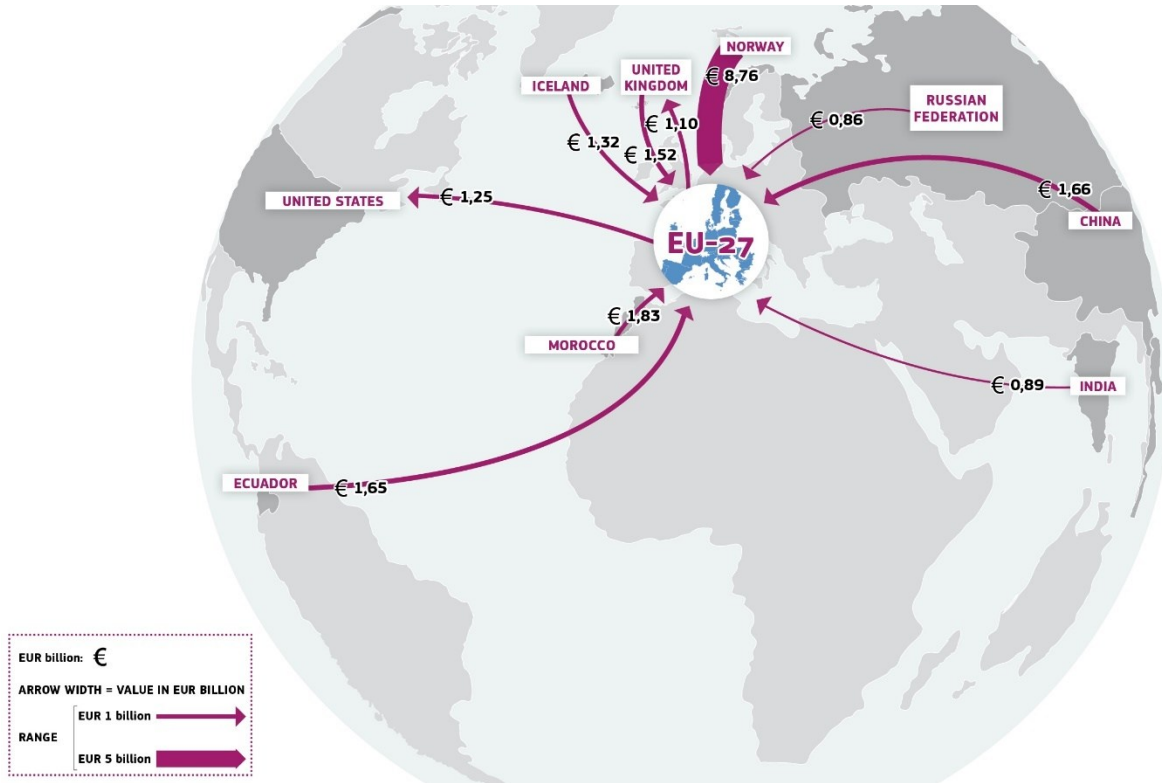 NORWAY
€ 8,76
UNITED
KINGDOM
ICELAND
€ 1,10
€ 1,32
€ 1,52
RUSSIAN
FEDERATION
€ 0,86
UNITED STATES
€ 1,25
€ 1,66
CHINA
EU-27
€ 1,83
MOROCCO
€ 0,89
INDIA
ECUADOR
€ 1,65
EUR billion: €
ARROW WIDTH = VALUE IN EUR BILLION
RANGE
EUR 1 billion
EUR 5 billion